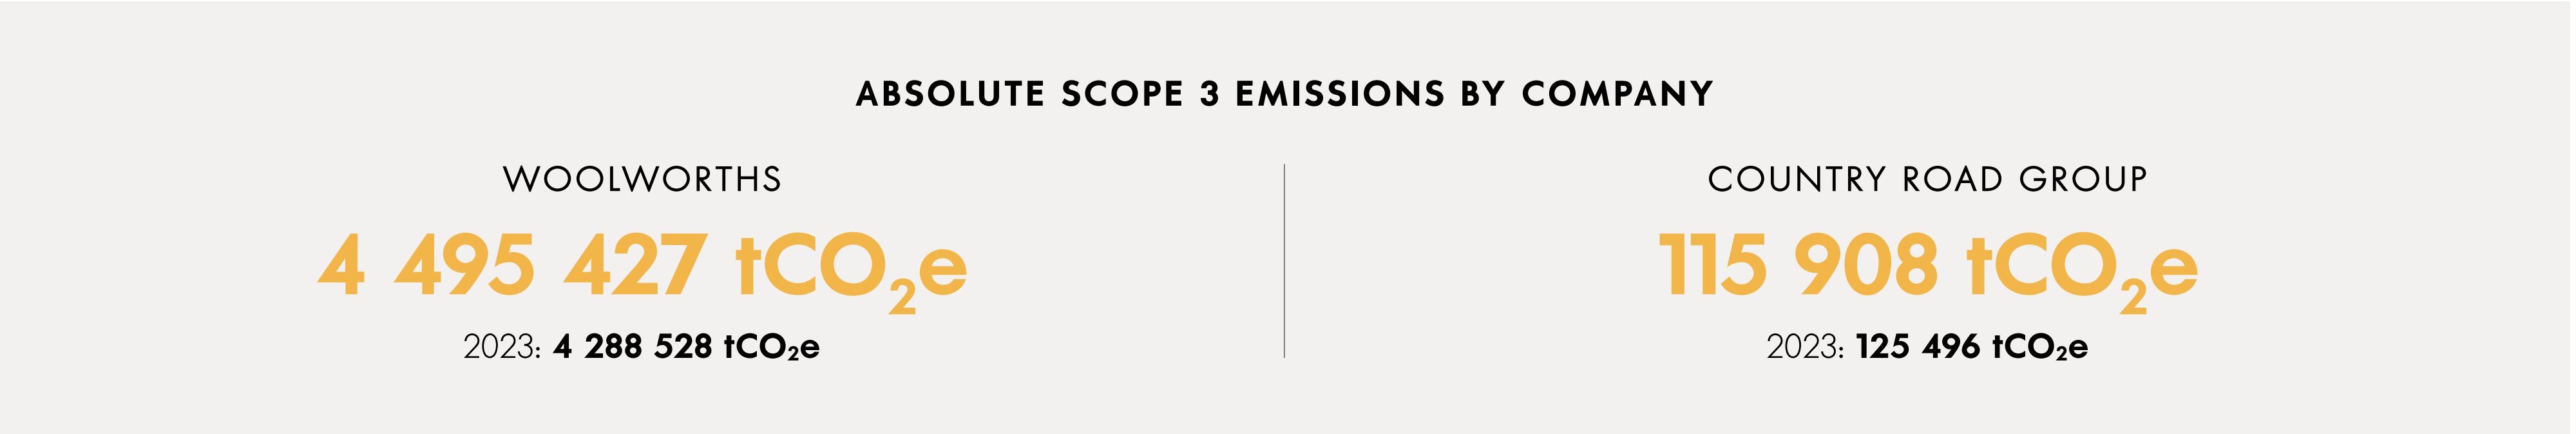 ABSOLUTE SCOPE 3 EMISSIONS BY COMPANY
WOOLWORTHS
4 495 427 tCO₂e
2023: 4 288 528 tCO₂e
COUNTRY ROAD GROUP
115 908 tCO₂e
2023: 125 496 tCO₂e